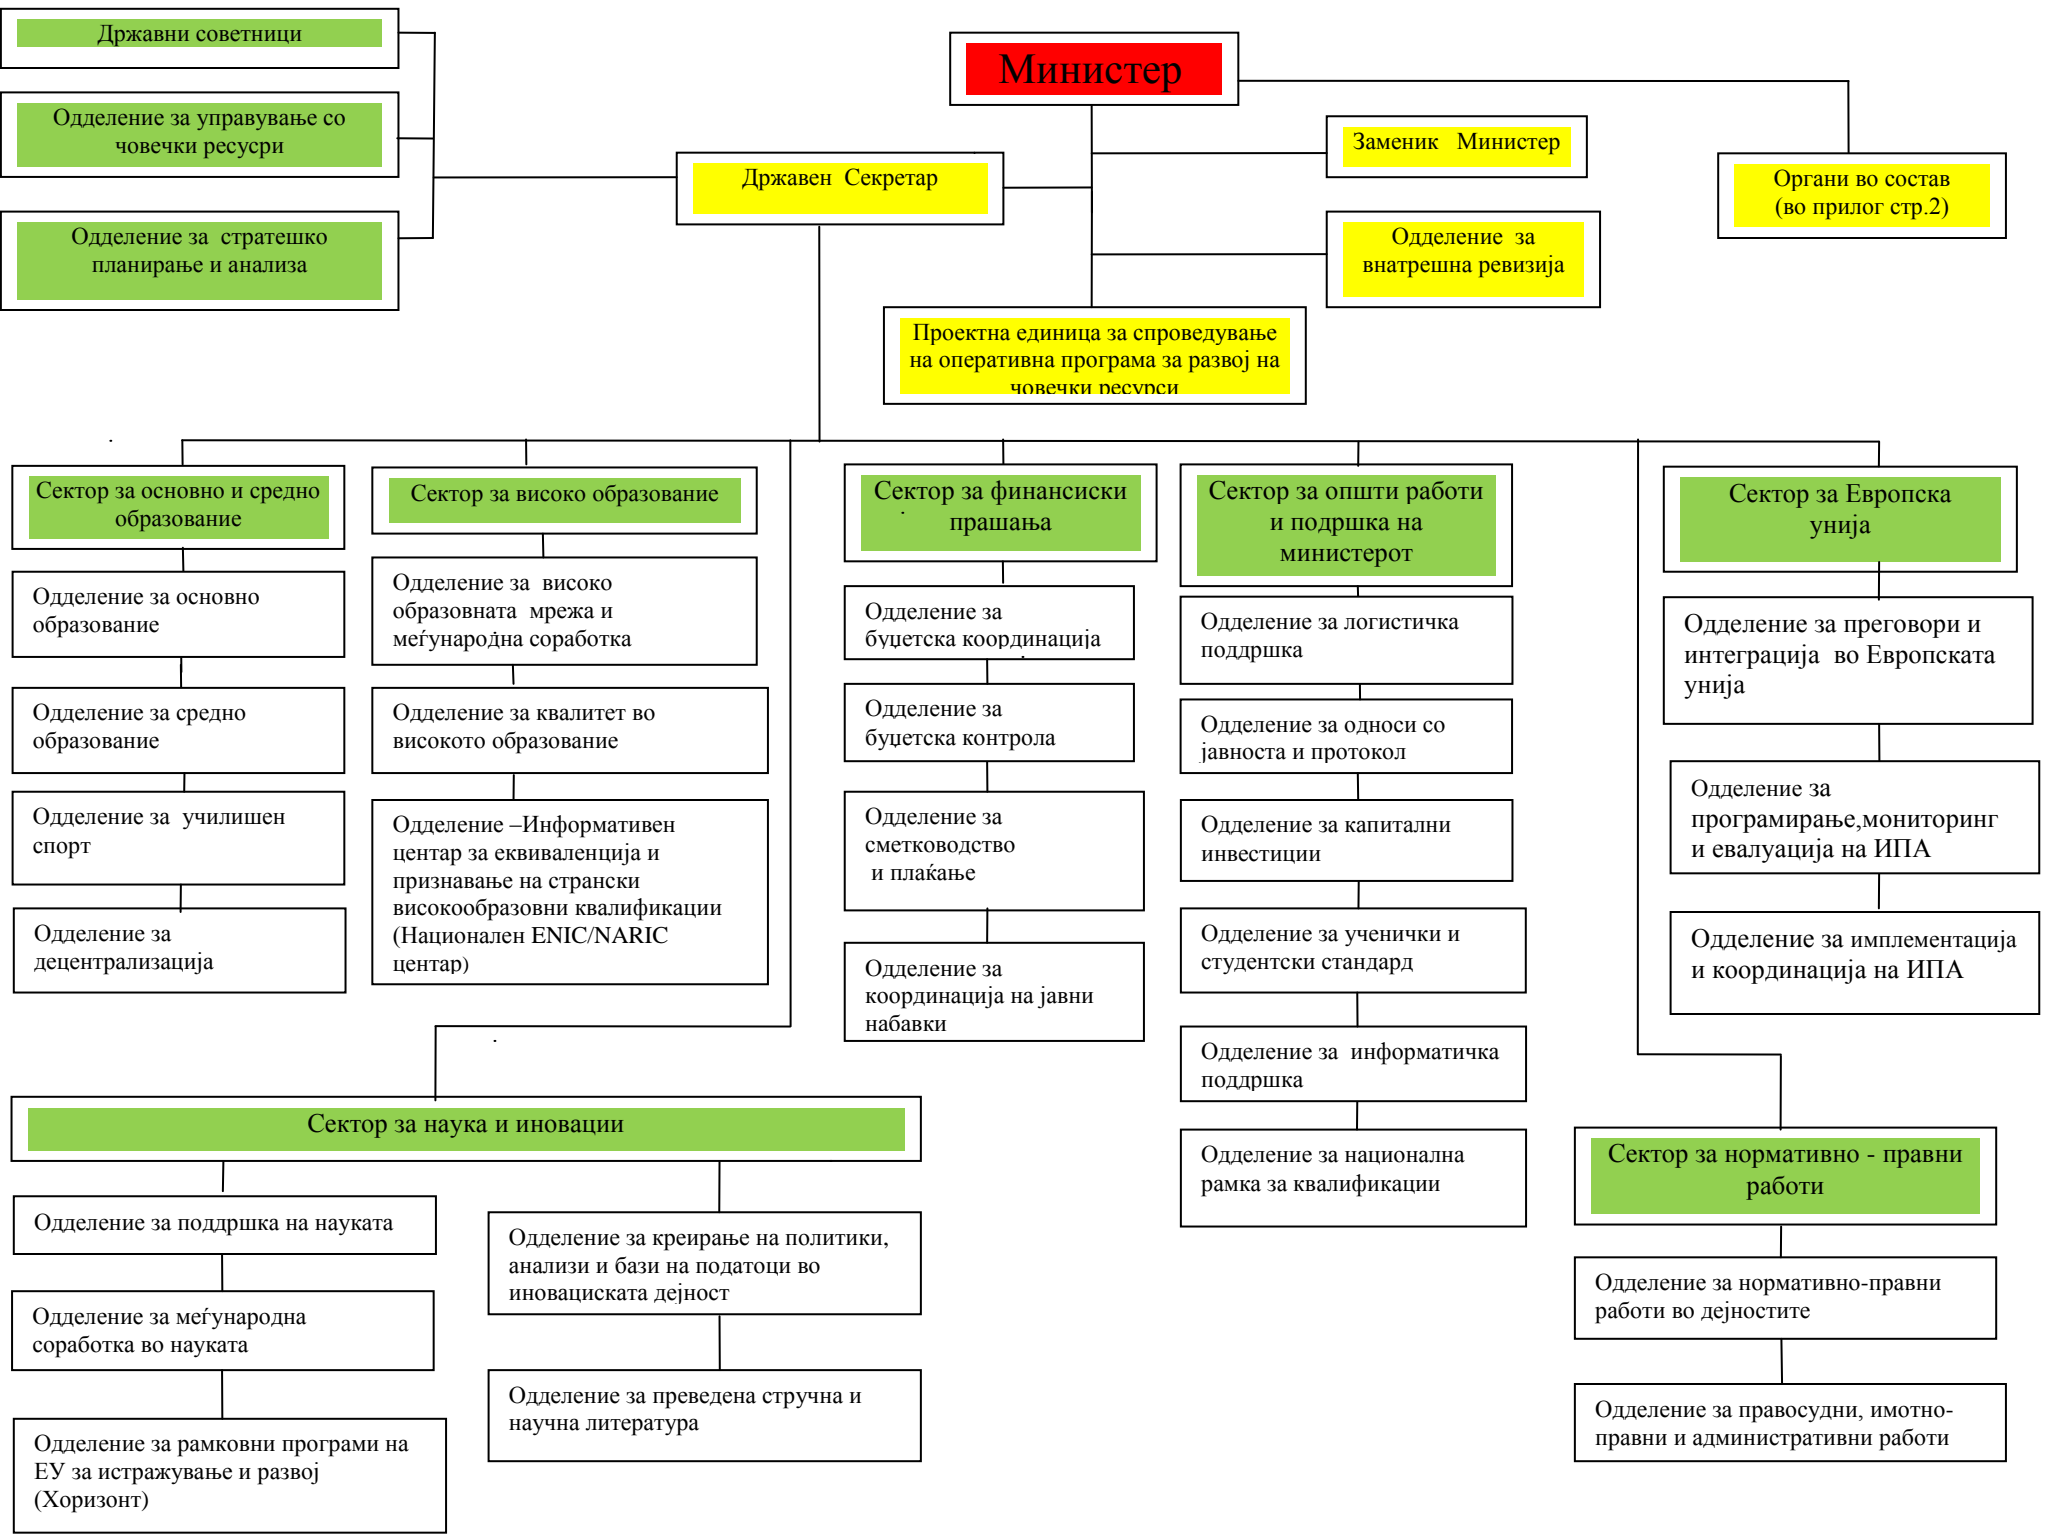 Државни советници
Одделение за управување со
човечки ресусри
Одделение за стратешко
планирање и анализа
Министер
Државен Секретар
Заменик Министер
Одделение за
внатрешна ревизија
Органи во состав
(во прилог стр.2)
Проектна единица за спроведување
на оперативна програма за развој на
човечки ресурси
Сектор за основно и средно
образование
Одделение за основно
образование
Одделение за средно
образование
Одделение за училишен
спорт
Одделение за
децентрализација
Сектор за високо образование
Одделение за високо
образовната мрежа и
меѓународна соработка
Одделение за квалитет во
високото образование
Одделение –Информативен
центар за еквиваленција и
признавање на странски
високообразовни квалификации
(Национален ENIC/NARIC
центар)
Сектор за финансиски
прашања
Одделение за
буџетска координација
Одделение за
буџетска контрола
Одделение за
сметководство
и плаќање
Одделение за
координација на јавни
набавки
Сектор за општи работи
и подршка на
министерот
Одделение за логистичка
поддршка
Одделение за односи со
јавноста и протокол
Одделение за капитални
инвестиции
Одделение за ученички и
студентски стандард
Одделение за информатичка
поддршка
Одделение за национална
рамка за квалификации
Сектор за Европска
унија
Одделение за преговори и
интеграција во Европската
унија
Одделение за
програмирање,мониторинг
и евалуација на ИПА
Одделение за имплементација
и координација на ИПА
Сектор за наука и иновации
Одделение за поддршка на науката
Одделение за меѓународна
соработка во науката
Одделение за рамковни програми на
ЕУ за истражување и развој
(Хоризонт)
Одделение за креирање на политики,
анализи и бази на податоци во
иновациската дејност
Одделение за преведена стручна и
научна литература
Сектор за нормативно - правни
работи
Одделение за нормативно-правни
работи во дејностите
Одделение за правосудни, имотно-
правни и административни работи